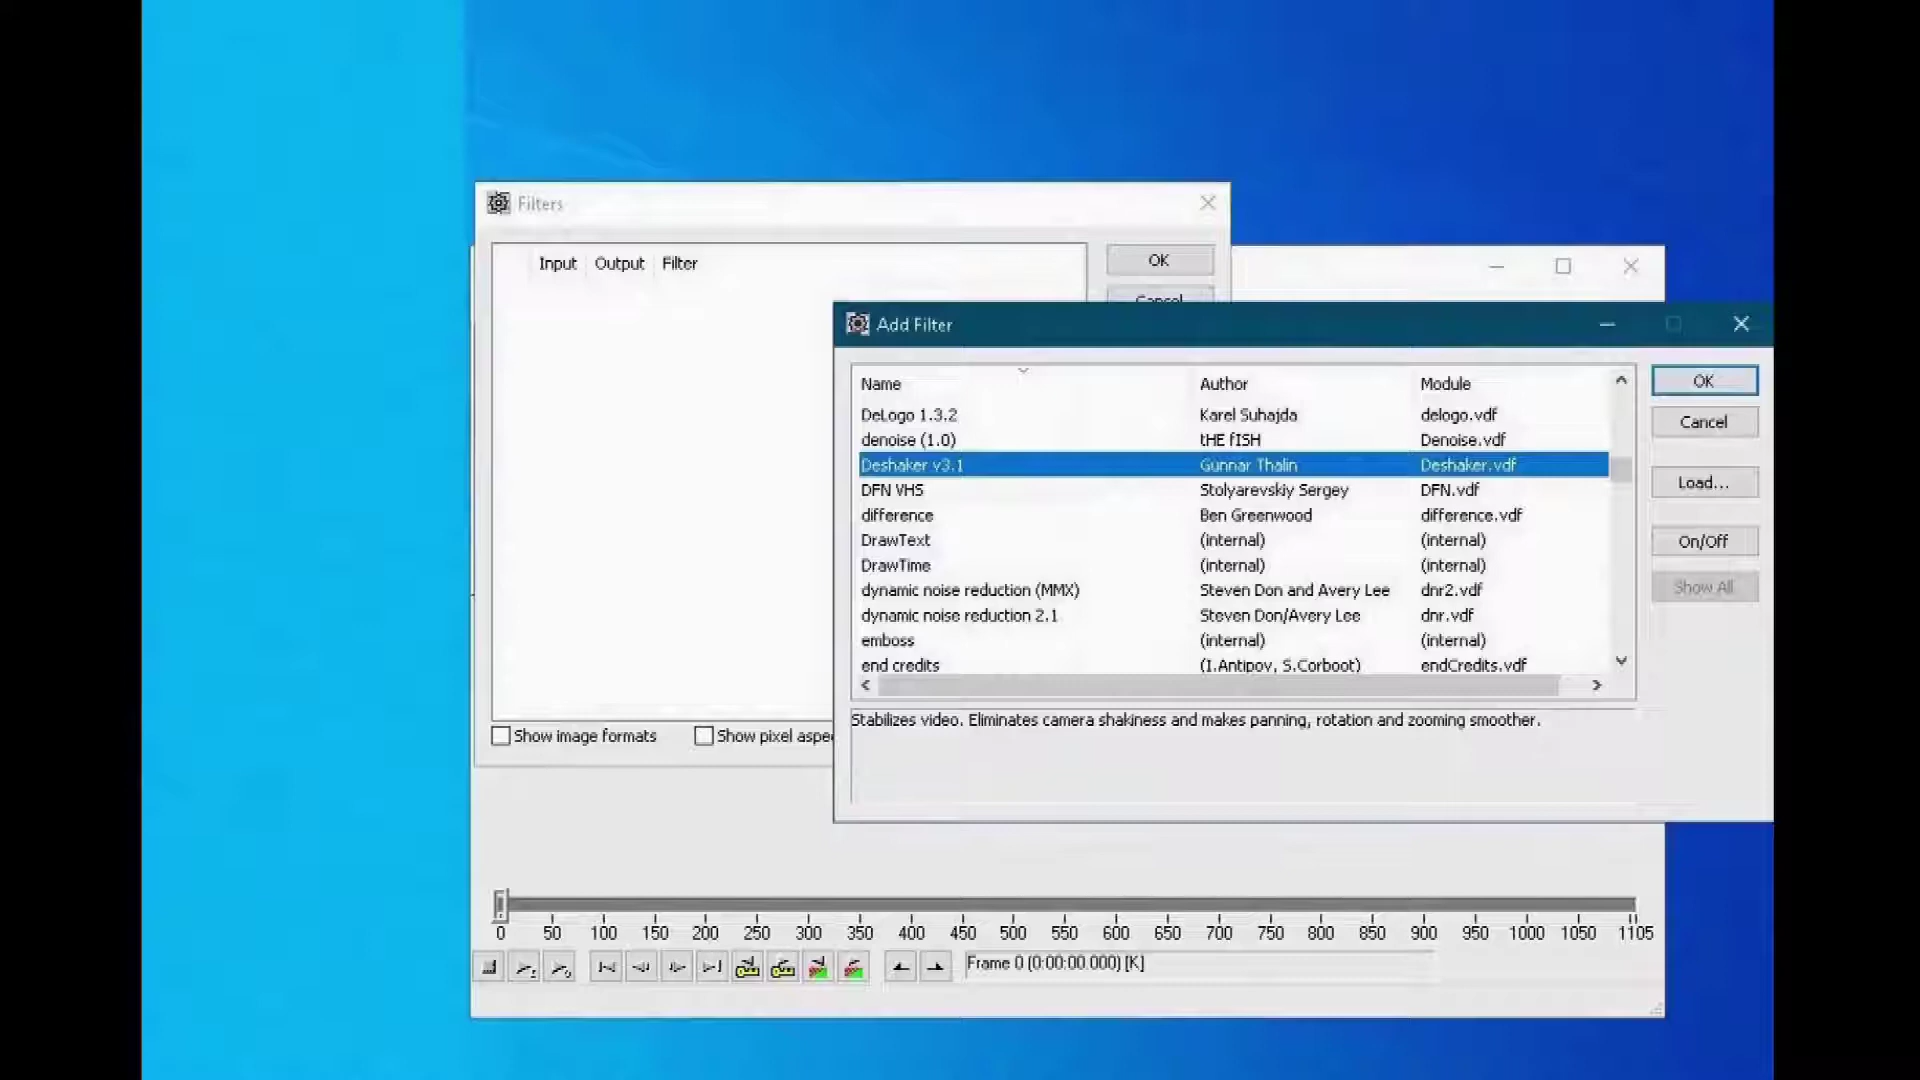 Filters
Input Output Filter
OK
Cancel
Add Filter
Name Author Module
DeLogo 1.3.2 Karel Suhajda delogo.vdf
denoise (1.0) tHE fISH Denoise.vdf
Deshaker v3.1 Gunnar Thalin Deshaker.vdf
DFN VHS Stolyarevskiy Sergey DFN.vdf
difference Ben Greenwood difference.vdf
DrawText (internal) (internal)
DrawTime (internal) (internal)
dynamic noise reduction (MMX) Steven Don and Avery Lee dnr2.vdf
dynamic noise reduction 2.1 Steven Don/Avery Lee dnr.vdf
emboss (internal) (internal)
end credits (I.Antipov, S.Corboot) endCredits.vdf
OK
Cancel
Load...
On/Off
Show All
Stabilizes video. Eliminates camera shakiness and makes panning, rotation and zooming smoother.
Show image formats Show pixel aspe
0 50 100 150 200 250 300 350 400 450 500 550 600 650 700 750 800 850 900 950 1000 1050 1105
Frame 0 (0:00:00.000) [K]